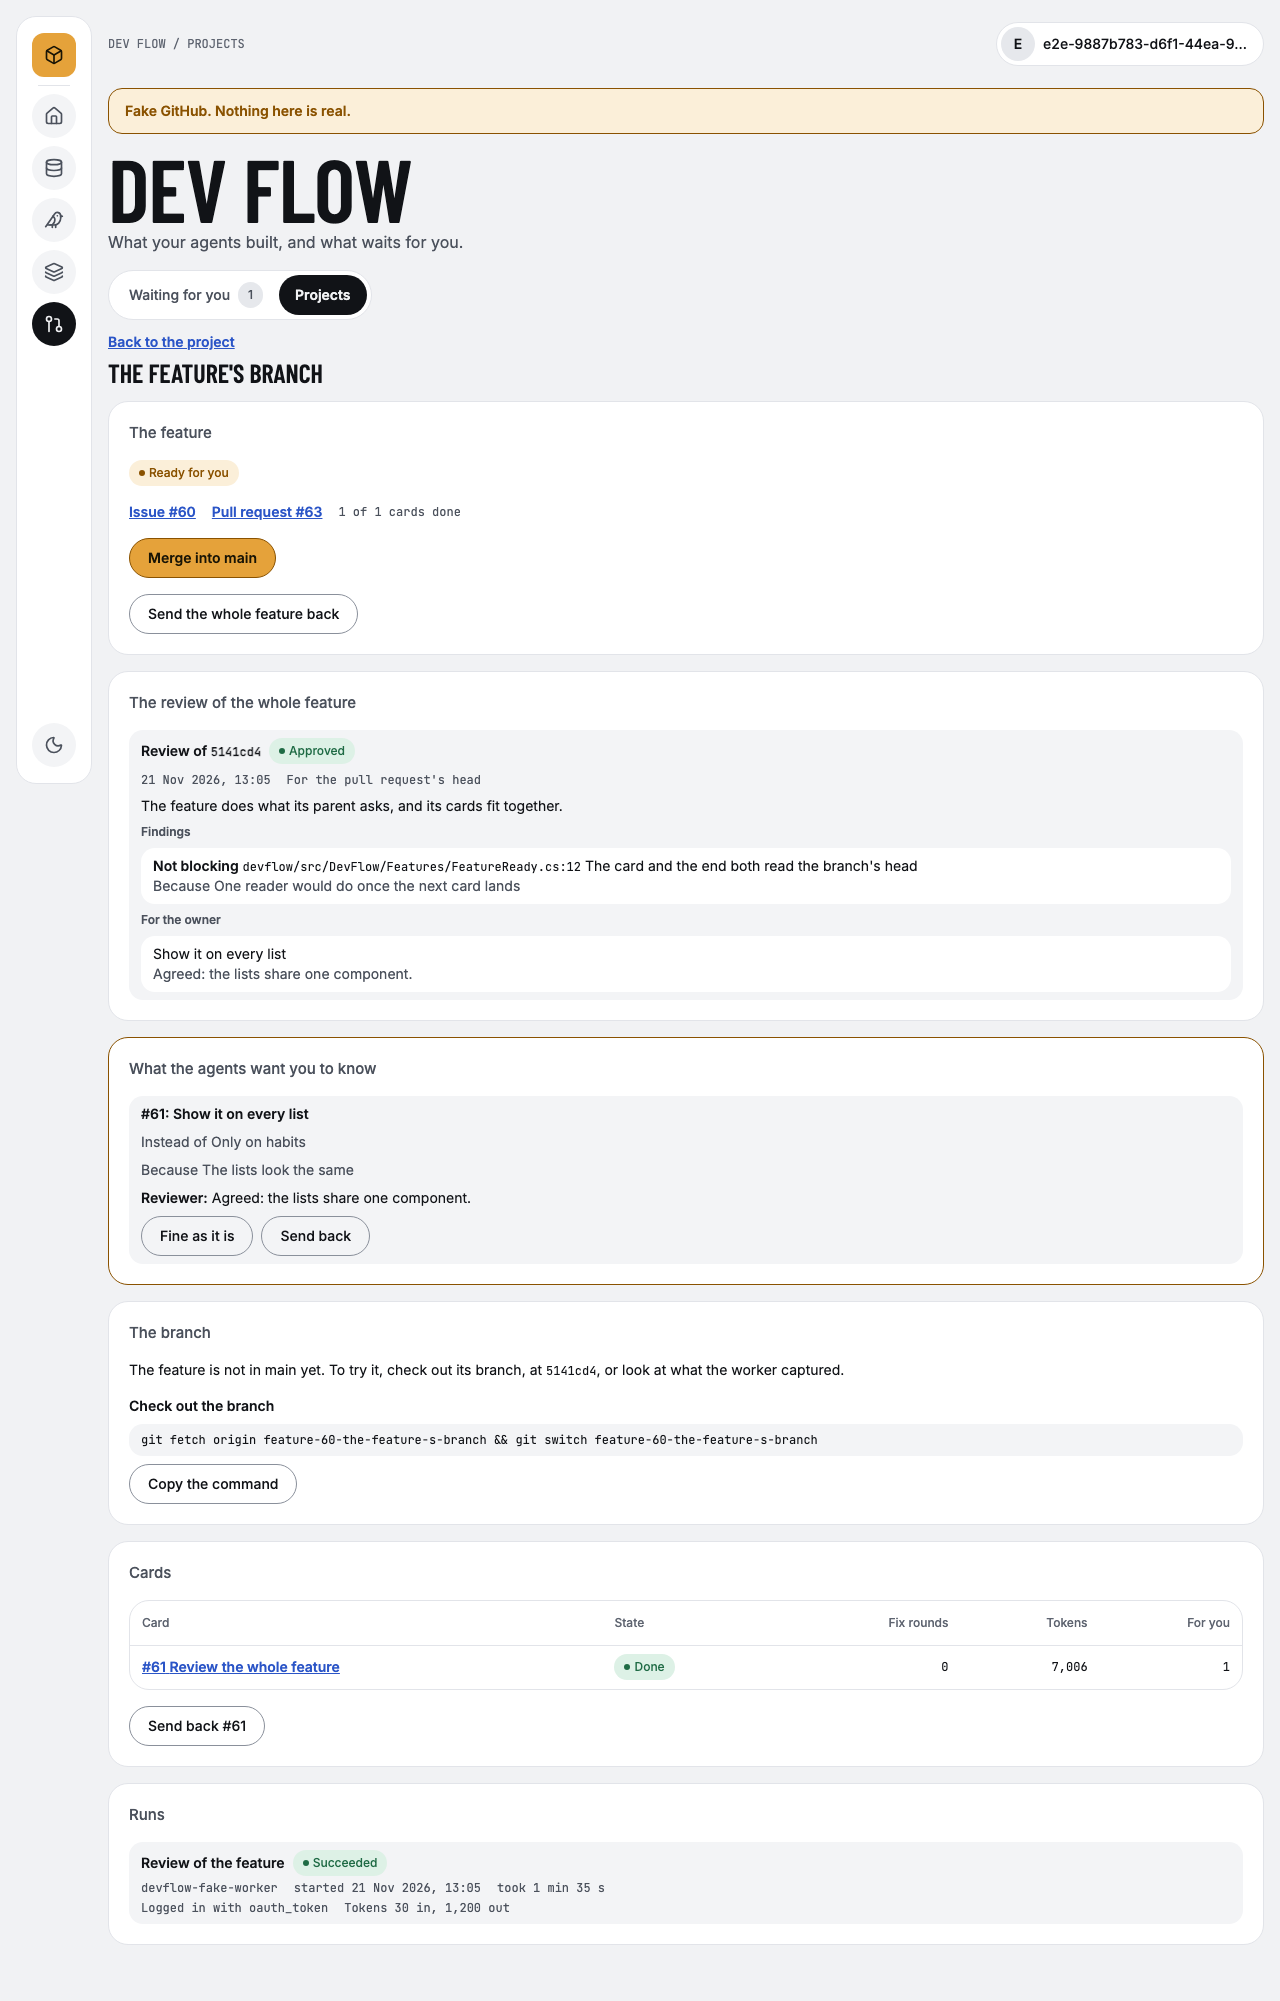 DEV FLOW / PROJECTS
E
e2e-9887b783-d6f1-44ea-9...
Fake GitHub. Nothing here is real.
DEV FLOW
What your agents built, and what waits for you.
Waiting for you 1
Projects
Back to the project
THE FEATURE'S BRANCH
The feature
Ready for you
Issue #60 Pull request #63 1 of 1 cards done
Merge into main
Send the whole feature back
The review of the whole feature
Review of 5141cd4 Approved
21 Nov 2026, 13:05 For the pull request's head
The feature does what its parent asks, and its cards fit together.
Findings
Not blocking devflow/src/DevFlow/Features/FeatureReady.cs:12 The card and the end both read the branch's head
Because One reader would do once the next card lands
For the owner
Show it on every list
Agreed: the lists share one component.
What the agents want you to know
#61: Show it on every list
Instead of Only on habits
Because The lists look the same
Reviewer: Agreed: the lists share one component.
Fine as it is
Send back
The branch
The feature is not in main yet. To try it, check out its branch, at 5141cd4, or look at what the worker captured.
Check out the branch
git fetch origin feature-60-the-feature-s-branch && git switch feature-60-the-feature-s-branch
Copy the command
Cards
Card State Fix rounds Tokens For you
#61 Review the whole feature Done 0 7,006 1
Send back #61
Runs
Review of the feature Succeeded
devflow-fake-worker started 21 Nov 2026, 13:05 took 1 min 35 s
Logged in with oauth_token Tokens 30 in, 1,200 out